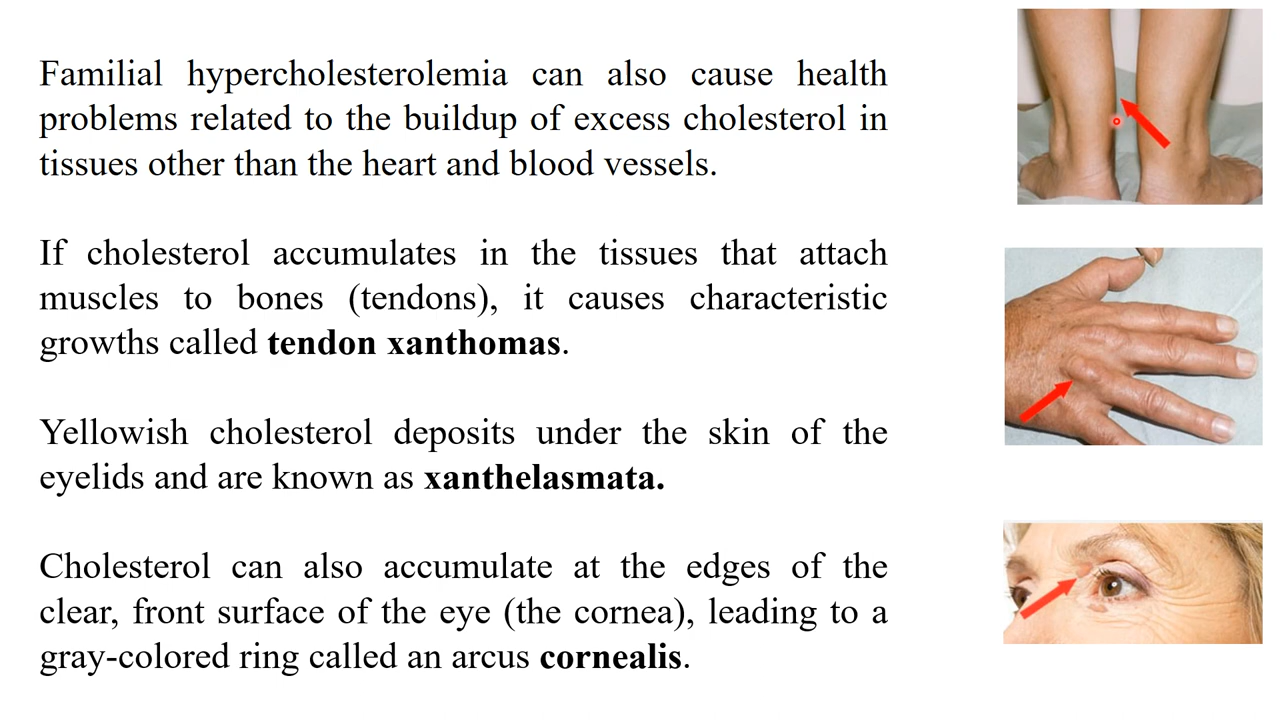 Familial hypercholesterolemia can also cause health
problems related to the buildup of excess cholesterol in
tissues other than the heart and blood vessels.
If cholesterol accumulates in the tissues that attach
muscles to bones (tendons), it causes characteristic
growths called tendon xanthomas.
Yellowish cholesterol deposits under the skin of the
eyelids and are known as xanthelasmata.
Cholesterol can also accumulate at the edges of the
clear, front surface of the eye (the cornea), leading to a
gray-colored ring called an arcus cornealis.